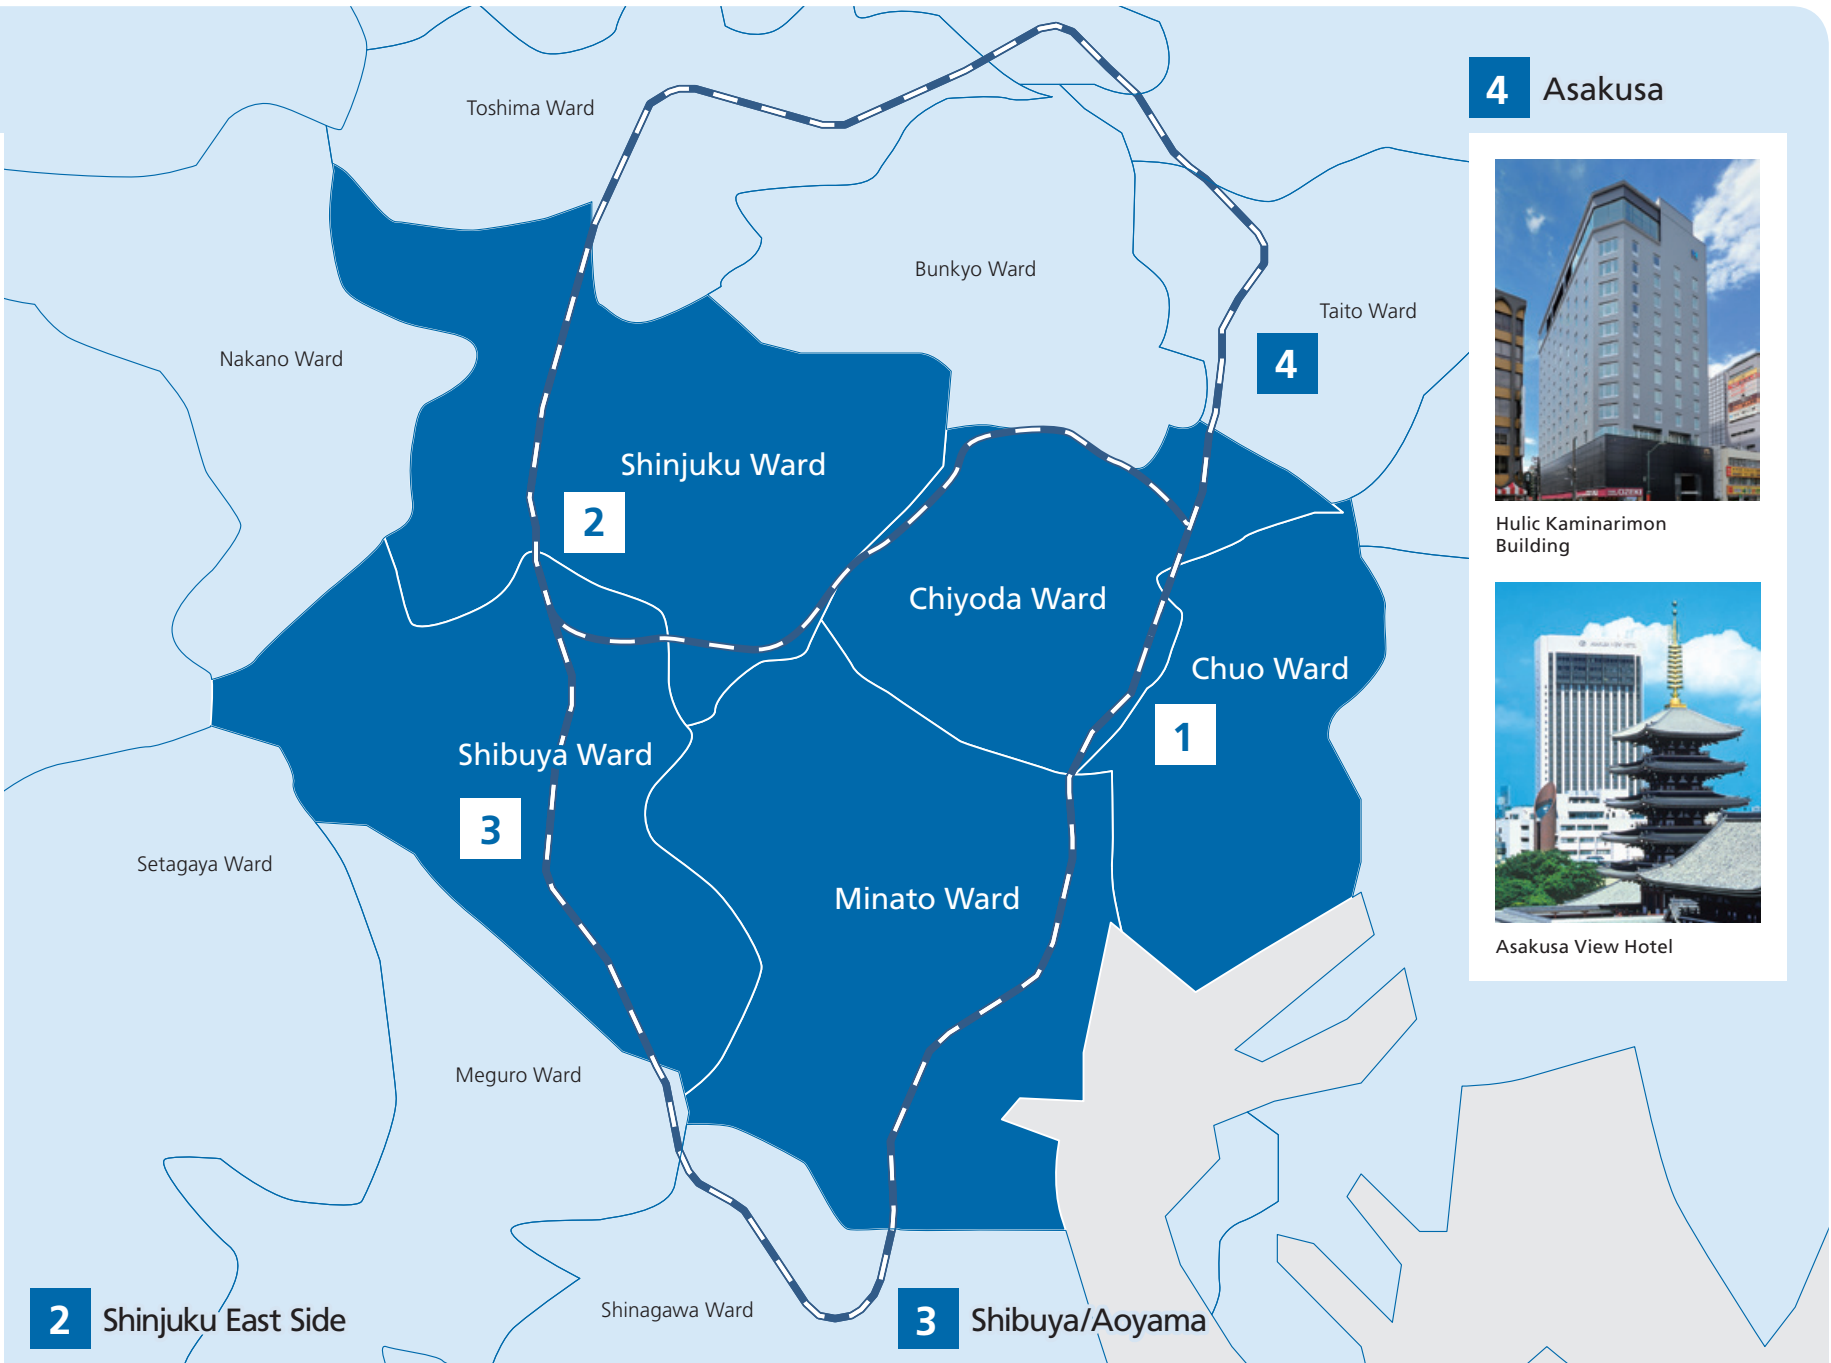 Toshima Ward
4 Asakusa
Bunkyo Ward
Taito Ward
Nakano Ward
4
Shinjuku Ward
2
Hulic Kaminarimon
Building
Chiyoda Ward
Chuo Ward
1
Shibuya Ward
3
Setagaya Ward
Minato Ward
Asakusa View Hotel
Meguro Ward
Shinagawa Ward
2 Shinjuku East Side
3 Shibuya/Aoyama